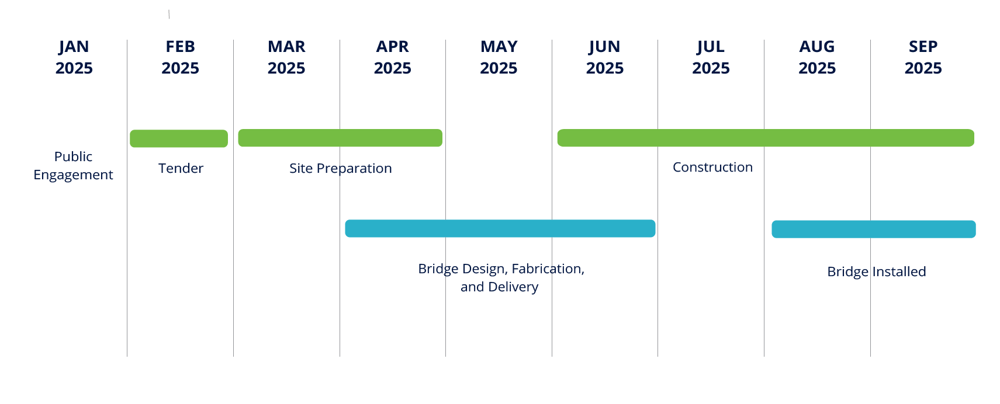 JAN
2025
FEB
2025
MAR
2025
APR
2025
MAY
2025
JUN
2025
JUL
2025
AUG
2025
SEP
2025
Public
Engagement
Tender
Site Preparation
Construction
Bridge Design, Fabrication,
and Delivery
Bridge Installed